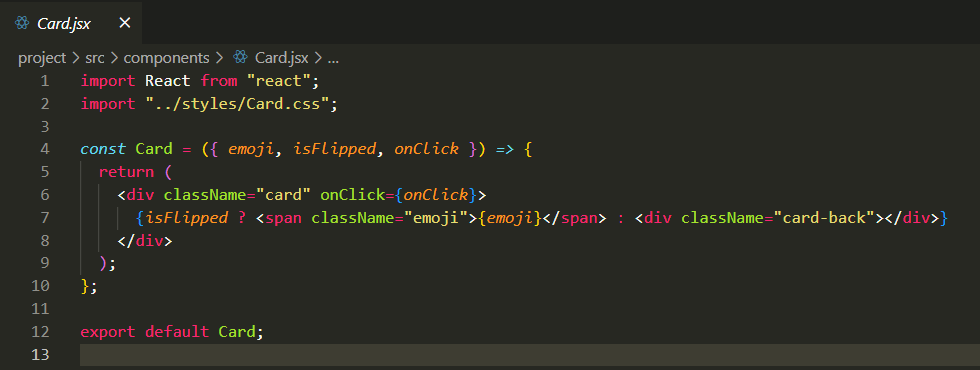 Card.jsx ×
project > src > components > Card.jsx > ...
1 import React from "react";
2 import "../styles/Card.css";
3
4 const Card = ({ emoji, isFlipped, onClick }) => {
5   return (
6     <div className="card" onClick={onClick}>
7       {isFlipped ? <span className="emoji">{emoji}</span> : <div className="card-back"></div>}
8     </div>
9   );
10 };
11
12 export default Card;
13